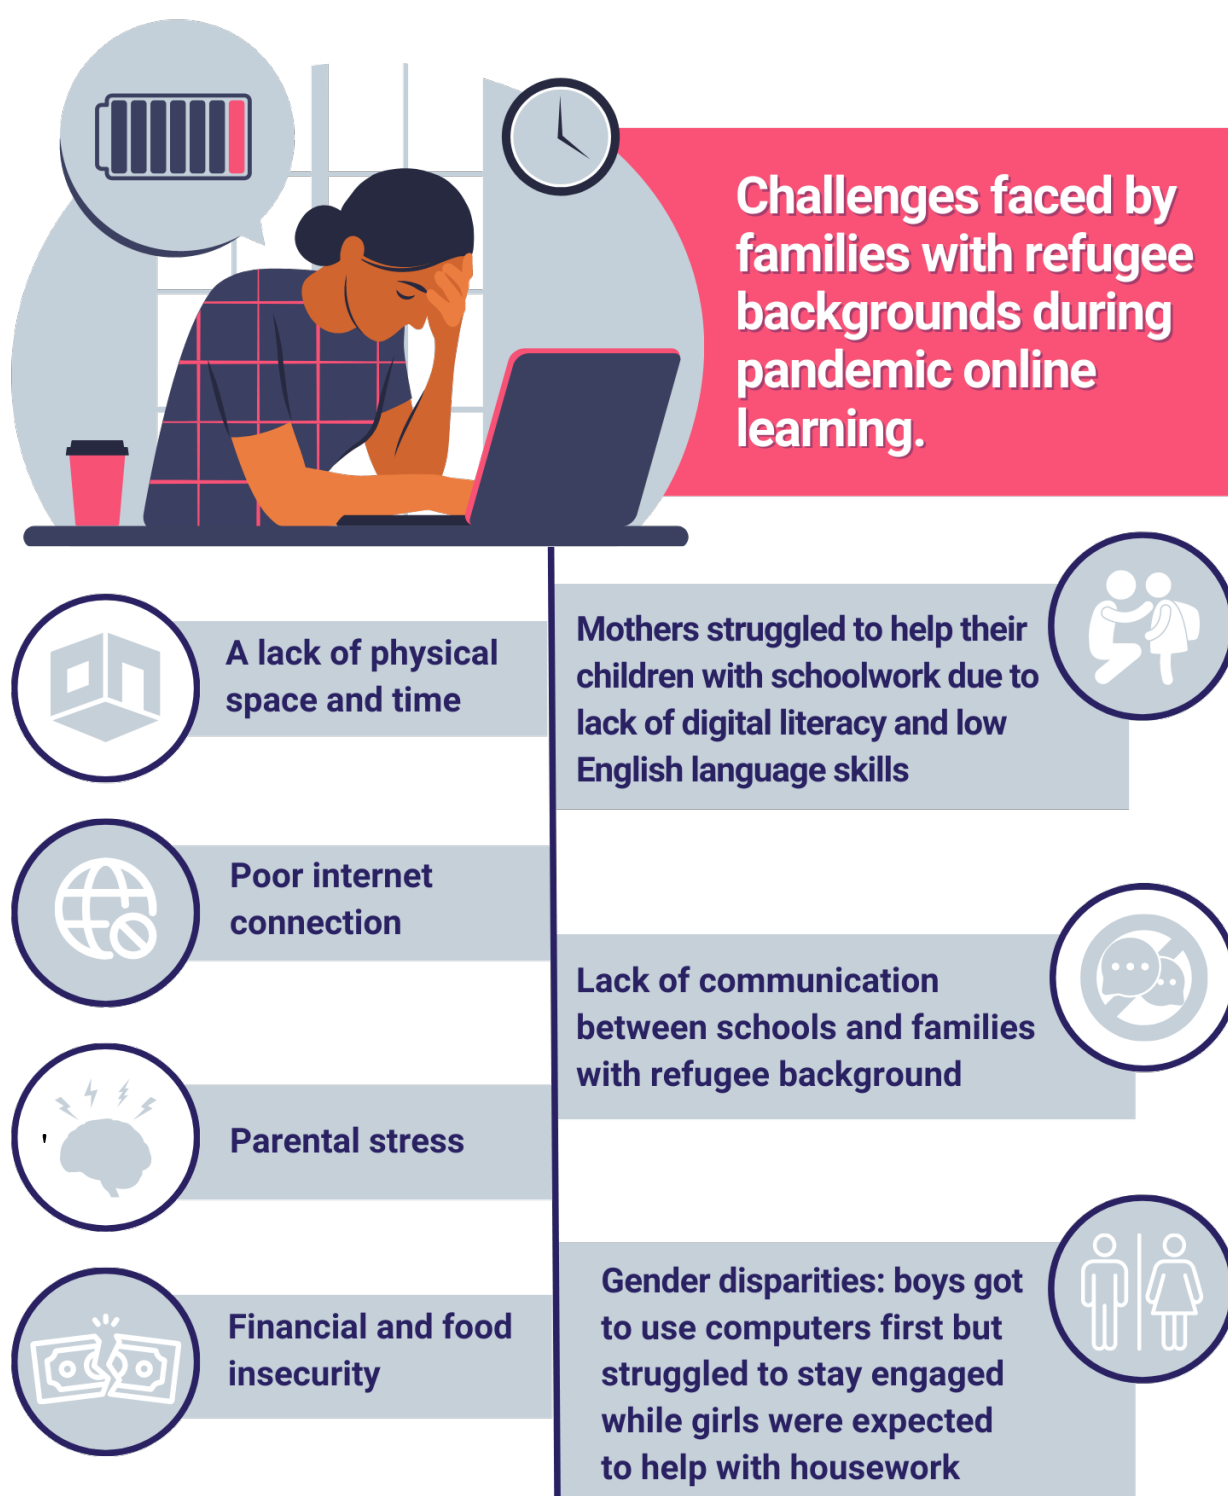 Challenges faced by
families with refugee
backgrounds during
pandemic online
learning.
A lack of physical
space and time
Poor internet
connection
Parental stress
Financial and food
insecurity
Mothers struggled to help their
children with schoolwork due to
lack of digital literacy and low
English language skills
Lack of communication
between schools and families
with refugee background
Gender disparities: boys got
to use computers first but
struggled to stay engaged
while girls were expected
to help with housework